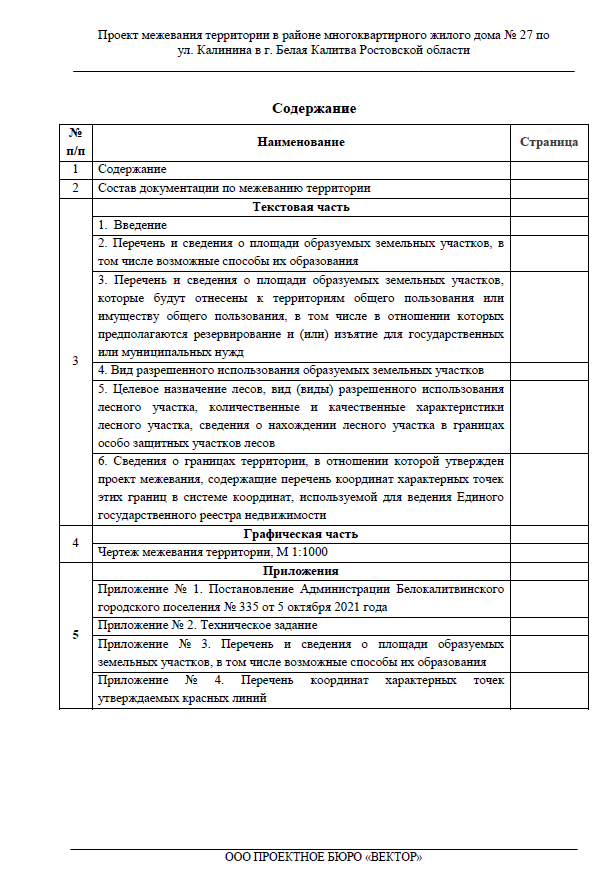 Проект межевания территории в районе многоквартирного жилого дома № 27 по
ул. Калинина в г. Белая Калитва Ростовской области
Содержание
№
п/п
Наименование
Страница
1
Содержание
2
Состав документации по межеванию территории
3
Текстовая часть
1. Введение
2. Перечень и сведения о площади образуемых земельных участков, в
том числе возможные способы их образования
3. Перечень и сведения о площади образуемых земельных участков,
которые будут отнесены к территориям общего пользования или
имуществу общего пользования, в том числе в отношении которых
предполагаются резервирование и (или) изъятие для государственных
или муниципальных нужд
4. Вид разрешенного использования образуемых земельных участков
5. Целевое назначение лесов, вид (виды) разрешенного использования
лесного участка, количественные и качественные характеристики
лесного участка, сведения о нахождении лесного участка в границах
особо защитных участков лесов
6. Сведения о границах территории, в отношении которой утвержден
проект межевания, содержащие перечень координат характерных точек
этих границ в системе координат, используемой для ведения Единого
государственного реестра недвижимости
4
Графическая часть
Чертеж межевания территории, М 1:1000
5
Приложения
Приложение № 1. Постановление Администрации Белокалитвинского
городского поселения № 335 от 5 октября 2021 года
Приложение № 2. Техническое задание
Приложение № 3. Перечень и сведения о площади образуемых
земельных участков, в том числе возможные способы их образования
Приложение № 4. Перечень координат характерных точек
утверждаемых красных линий
ООО ПРОЕКТНОЕ БЮРО «ВЕКТОР»